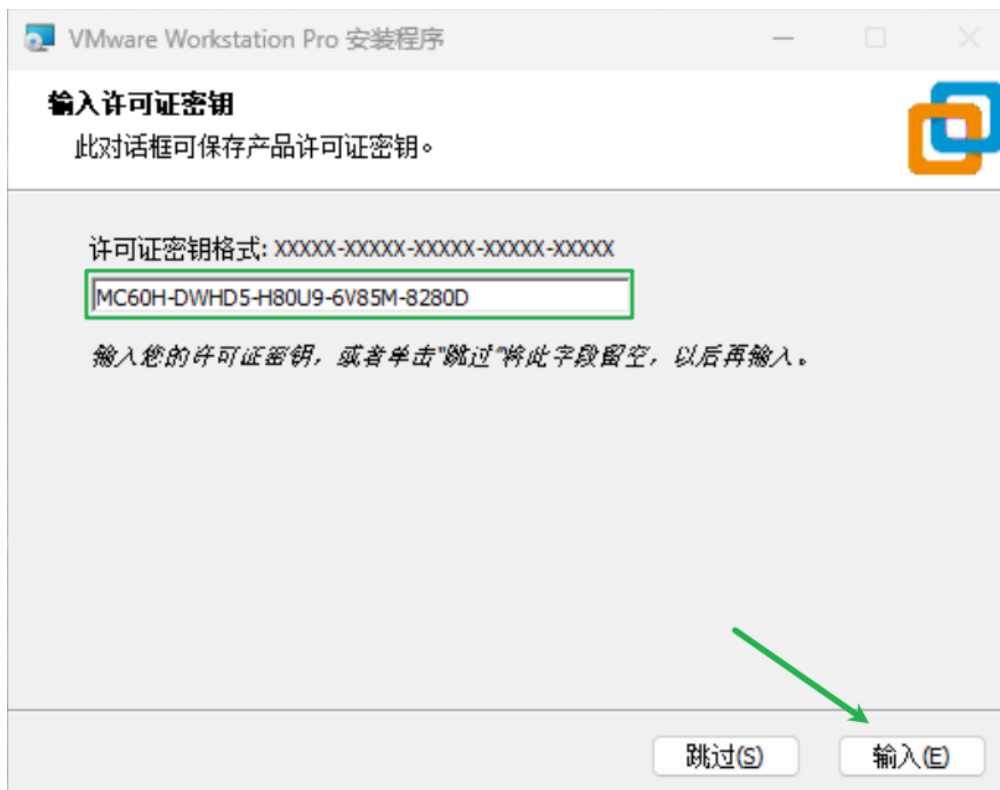 VMware Workstation Pro 安装程序
输入许可证密钥
此对话框可保存产品许可证密钥。
许可证密钥格式: XXXXX-XXXXX-XXXXX-XXXXX-XXXXX
MC60H-DWHD5-H80U9-6V85M-8280D
输入您的许可证密钥，或者单击"跳过"将此字段留空，以后再输入。
跳过(S) 输入(E)